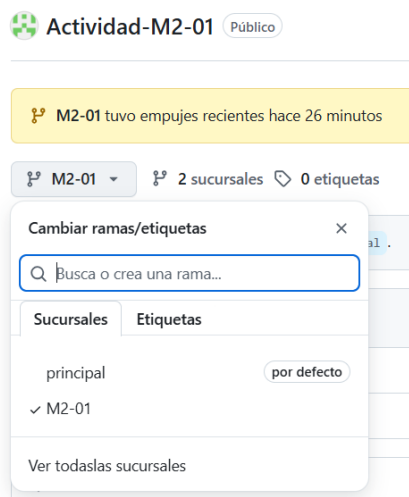 Actividad-M2-01 Público
M2-01 tuvo empujes recientes hace 26 minutos
M2-01 2 sucursales 0 etiquetas
Cambiar ramas/etiquetas
al .
Busca o crea una rama...
Sucursales Etiquetas
principal por defecto
M2-01
Ver todaslas sucursales